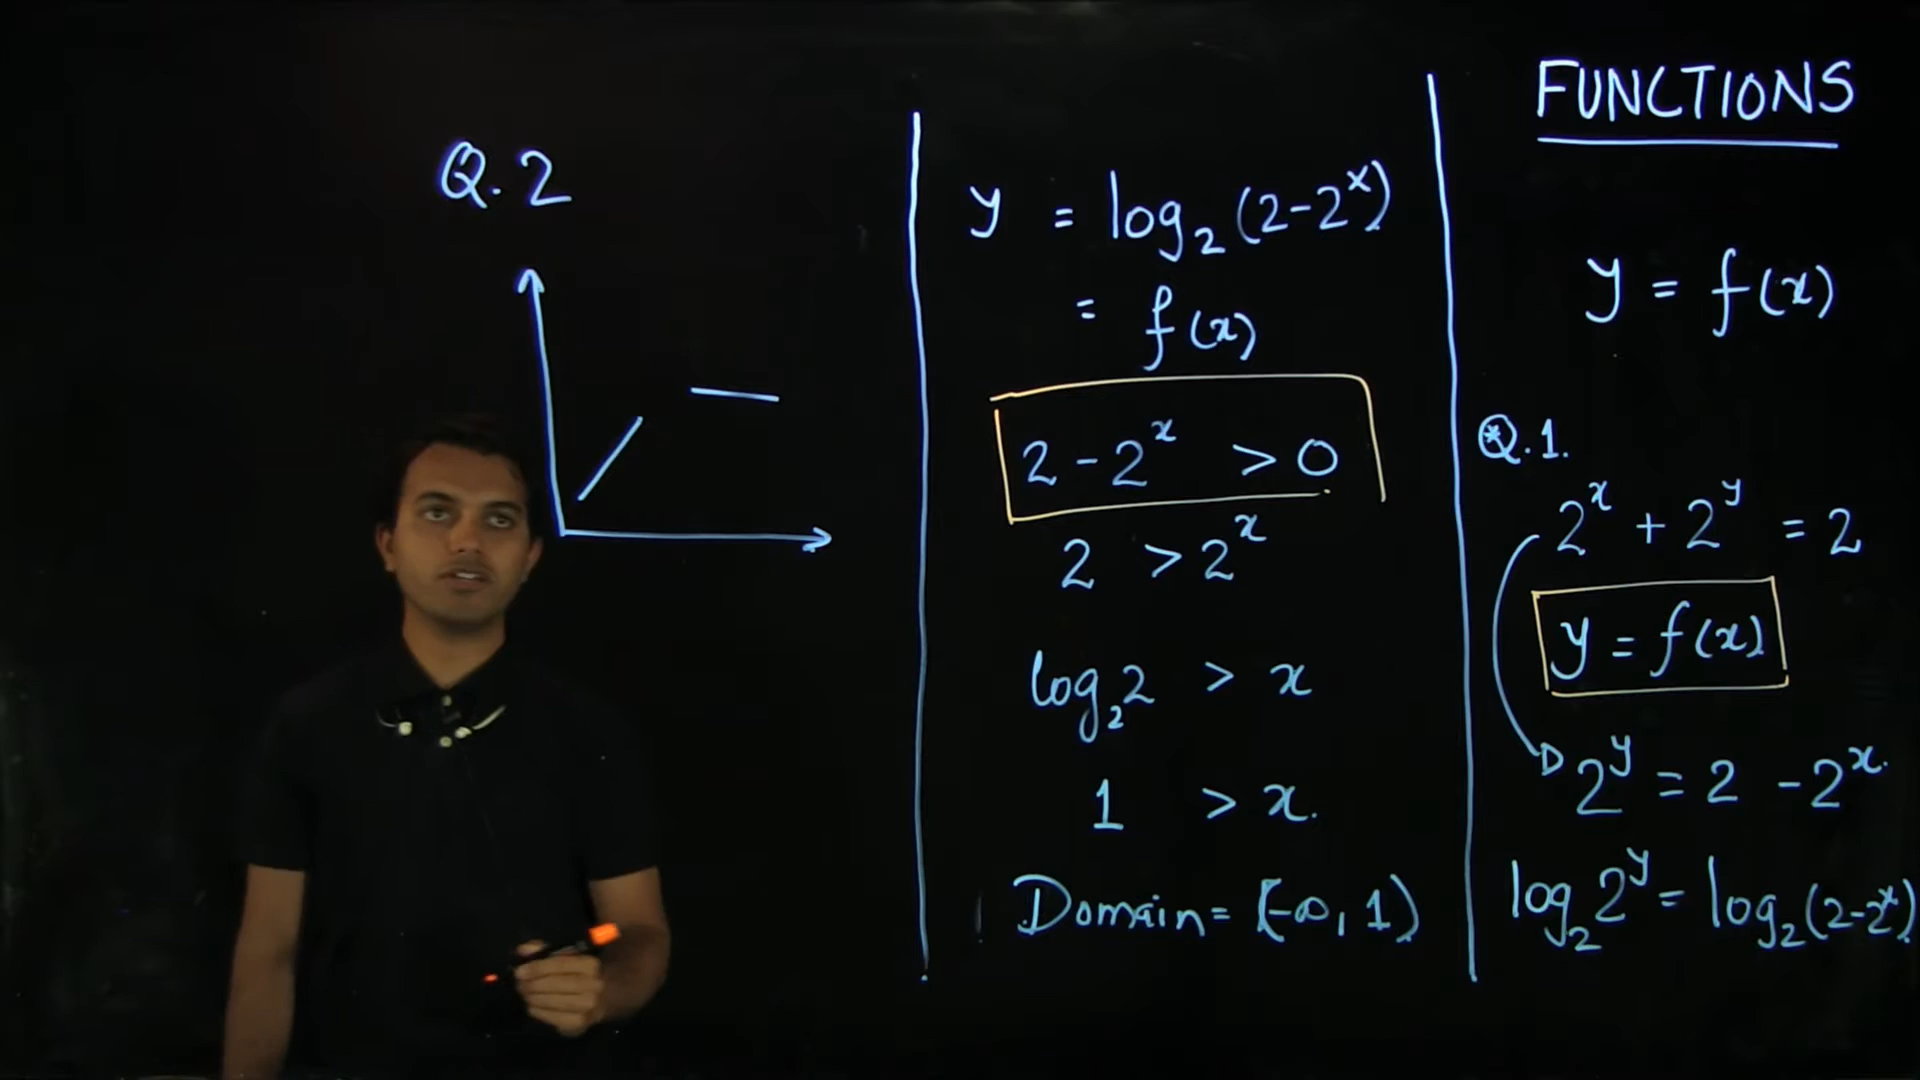 FUNCTIONS
y = f(x)
Q.1.
2^x + 2^y = 2
y = f(x)
2^y = 2 - 2^x.
log₂2^y = log₂(2-2^x)
y = log₂(2-2^x)
= f(x)
2-2^x > 0
2 > 2^x
log₂2 > x
1 > x.
Domain = (-∞, 1)
Q.2